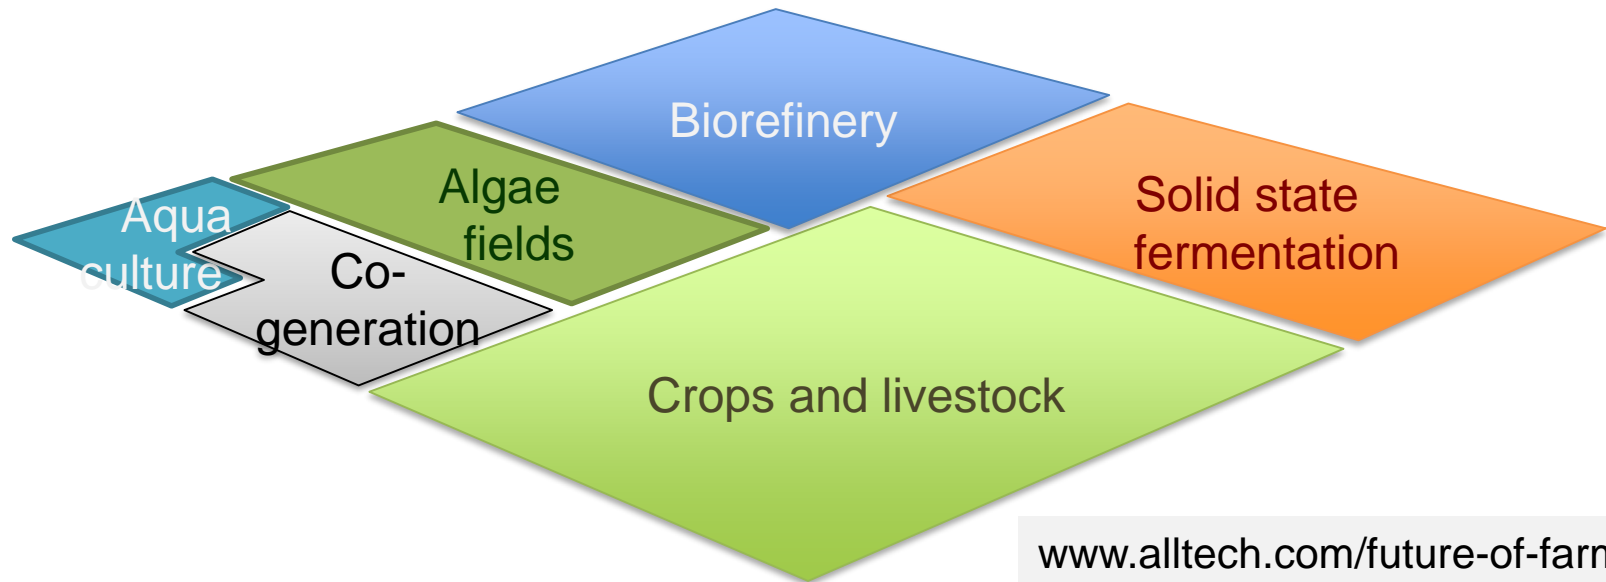 Biorefinery
Algae
fields
Solid state
fermentation
Aqua
culture
Co-
generation
Crops and livestock
www.alltech.com/future-of-farm